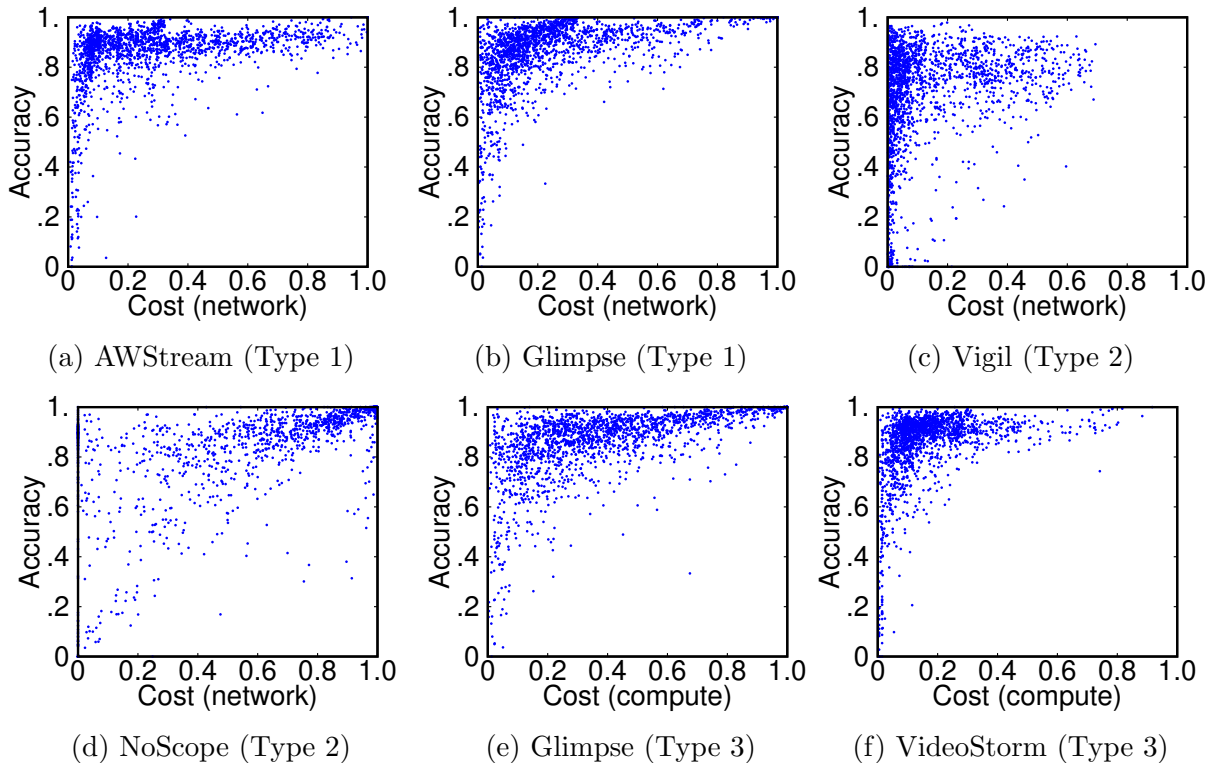 1.
.8
.6
.4
.2
0
0 0.2 0.4 0.6 0.8 1.0
Accuracy
Cost (network)
(a) AWStream (Type 1)
1.
.8
.6
.4
.2
0
0 0.2 0.4 0.6 0.8 1.0
Accuracy
Cost (network)
(b) Glimpse (Type 1)
1.
.8
.6
.4
.2
0
0 0.2 0.4 0.6 0.8 1.0
Accuracy
Cost (network)
(c) Vigil (Type 2)
1.
.8
.6
.4
.2
0
0 0.2 0.4 0.6 0.8 1.0
Accuracy
Cost (network)
(d) NoScope (Type 2)
1.
.8
.6
.4
.2
0
0 0.2 0.4 0.6 0.8 1.0
Accuracy
Cost (compute)
(e) Glimpse (Type 3)
1.
.8
.6
.4
.2
0
0 0.2 0.4 0.6 0.8 1.0
Accuracy
Cost (compute)
(f) VideoStorm (Type 3)